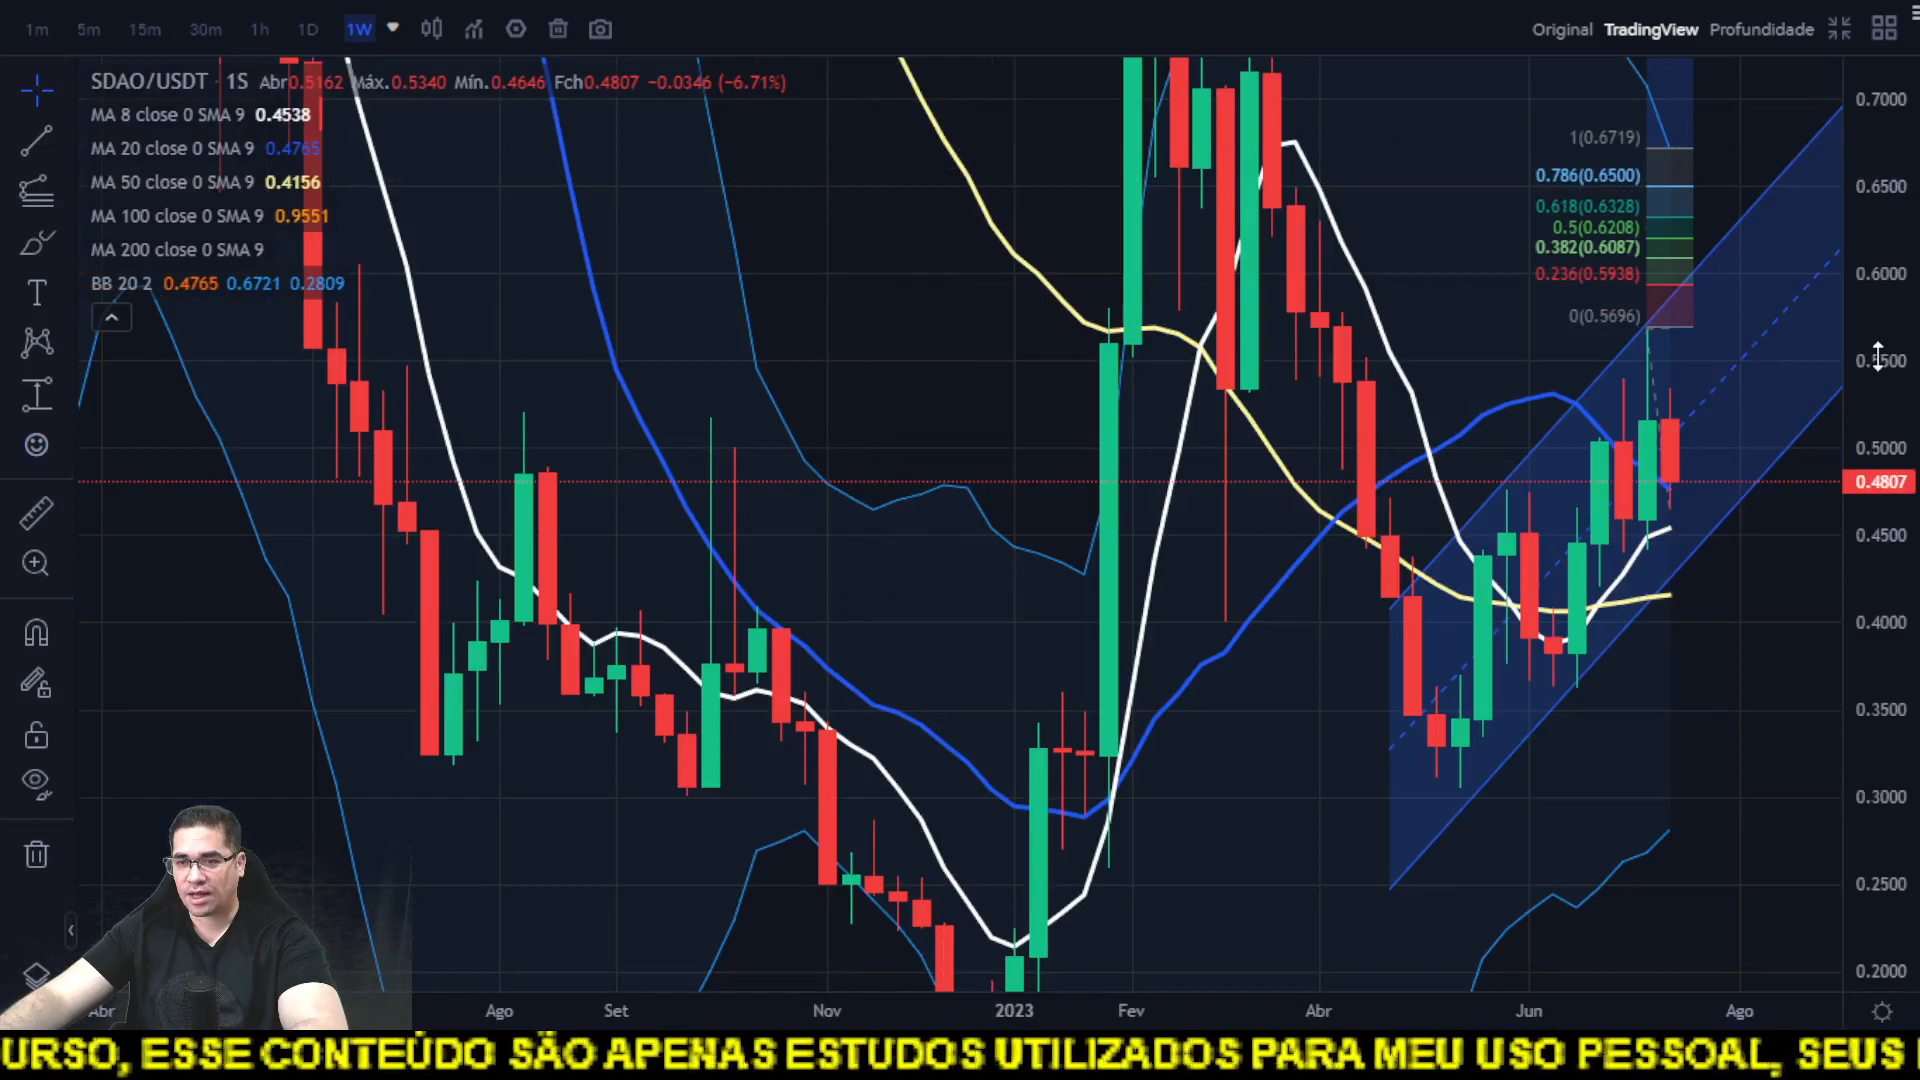 1m 5m 15m 30m 1h 1D 1W
Original TradingView Profundidade
SDAO/USDT · 1S Abr0.5162 Máx.0.5340 Mín.0.4646 Fch0.4807 −0.0346 (−6.71%)
MA 8 close 0 SMA 9 0.4538
MA 20 close 0 SMA 9 0.4765
MA 50 close 0 SMA 9 0.4156
MA 100 close 0 SMA 9 0.9551
MA 200 close 0 SMA 9
BB 20 2 0.4765 0.6721 0.2809
1(0.6719)
0.786(0.6500)
0.618(0.6328)
0.5(0.6208)
0.382(0.6087)
0.236(0.5938)
0(0.5696)
0.7000
0.6500
0.6000
0.5500
0.5000
0.4807
0.4500
0.4000
0.3500
0.3000
0.2500
0.2000
Abr Ago Set Nov 2023 Fev Abr Jun Ago
URSO, ESSE CONTEÚDO SÃO APENAS ESTUDOS UTILIZADOS PARA MEU USO PESSOAL, SEUS